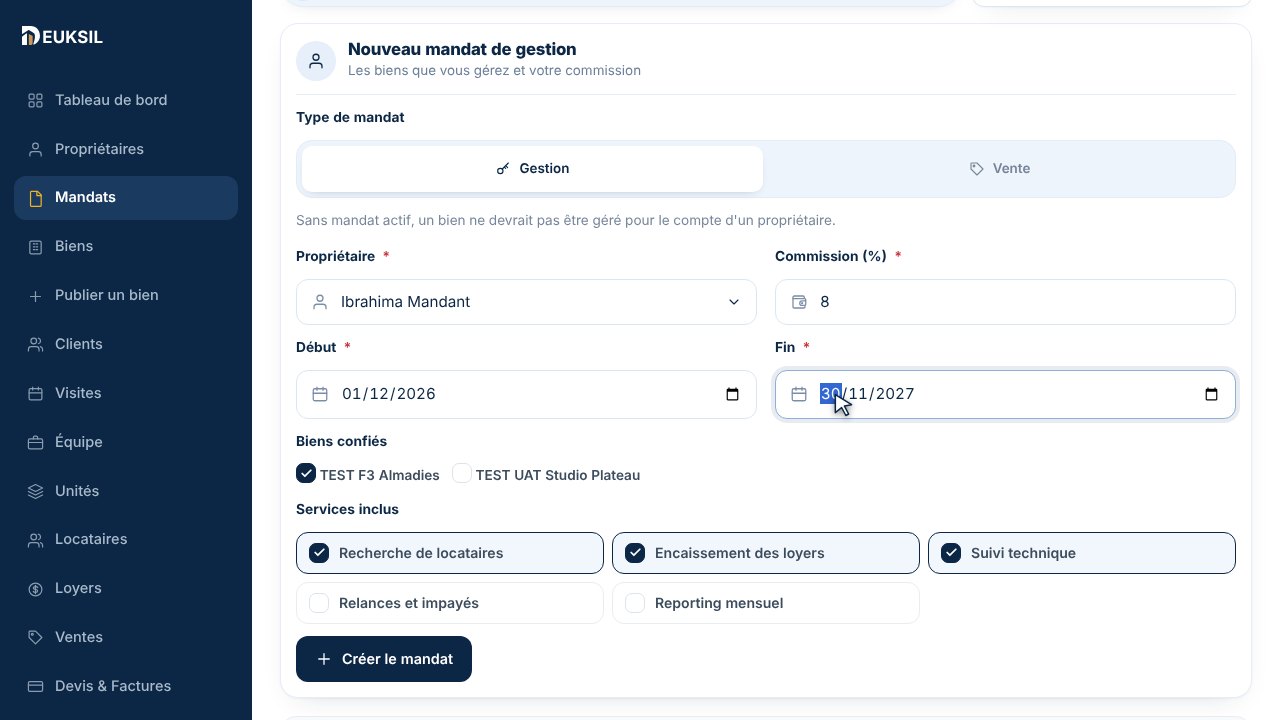 DEUKSIL
Tableau de bord
Propriétaires
Mandats
Biens
Publier un bien
Clients
Visites
Équipe
Unités
Locataires
Loyers
Ventes
Devis & Factures
Nouveau mandat de gestion
Les biens que vous gérez et votre commission
Type de mandat
Gestion
Vente
Sans mandat actif, un bien ne devrait pas être géré pour le compte d'un propriétaire.
Propriétaire *
Commission (%) *
Ibrahima Mandant
8
Début *
Fin *
01/12/2026
30/11/2027
Biens confiés
TEST F3 Almadies
TEST UAT Studio Plateau
Services inclus
Recherche de locataires
Encaissement des loyers
Suivi technique
Relances et impayés
Reporting mensuel
Créer le mandat